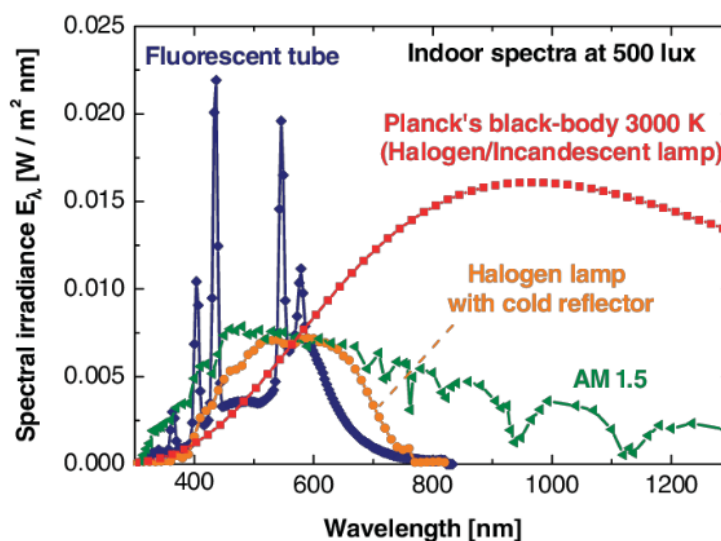 0.025
0.020
0.015
0.010
0.005
0.000
Spectral irradiance Eλ [W / m² nm]
Fluorescent tube
Indoor spectra at 500 lux
Planck's black-body 3000 K
(Halogen/Incandescent lamp)
Halogen lamp
with cold reflector
AM 1.5
400 600 800 1000 1200
Wavelength [nm]